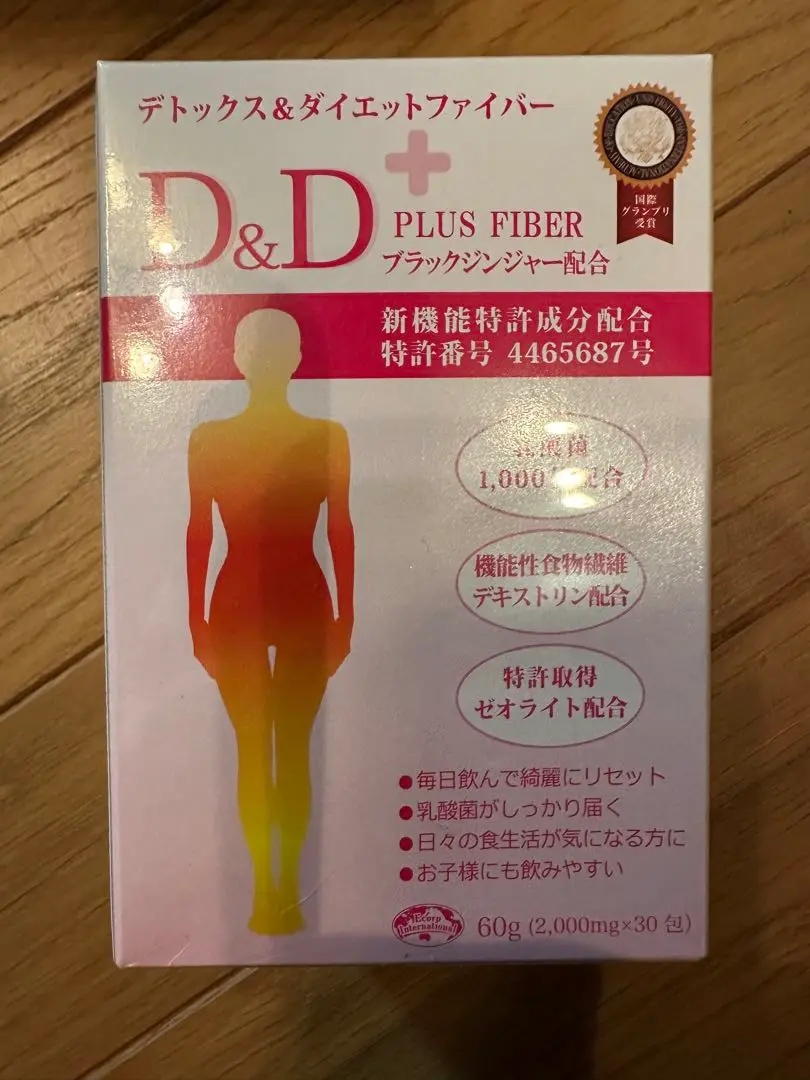 デトックス&ダイエットファイバー
D&D
PLUS FIBER
ブラックジンジャー配合
国際
グランプリ
受賞
新機能特許成分配合
特許番号 4465687号
乳酸菌
1,000 配合
機能性食物繊維
デキストリン配合
特許取得
ゼオライト配合
●毎日飲んで綺麗にリセット
●乳酸菌がしっかり届く
●日々の食生活が気になる方に
●お子様にも飲みやすい
Ecorp
International
60g (2,000mg×30 包)